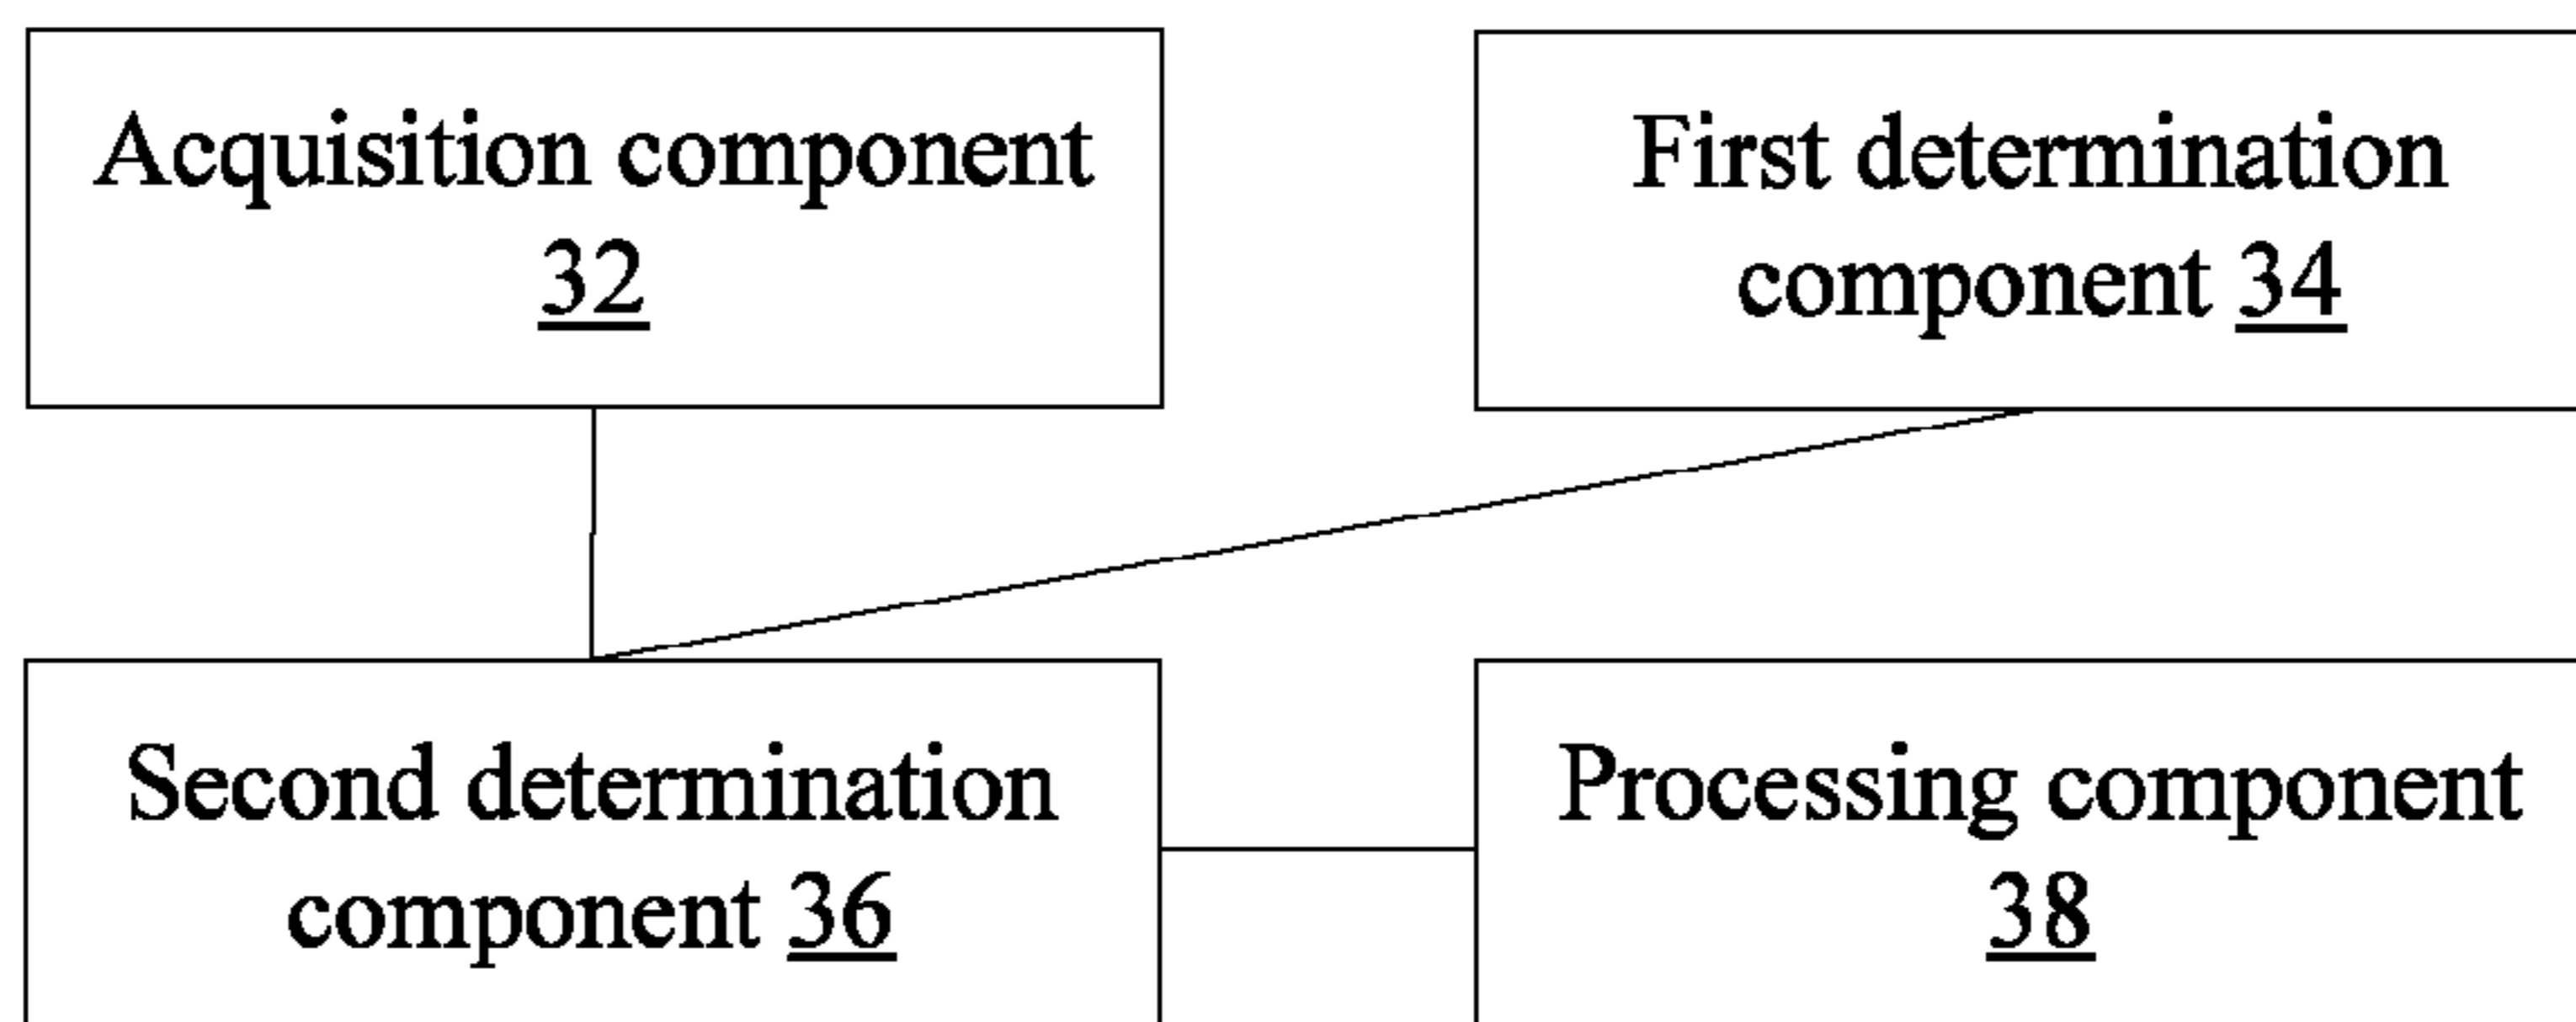 Acquisition component
32
First determination
component 34
Second determination
component 36
Processing component
38